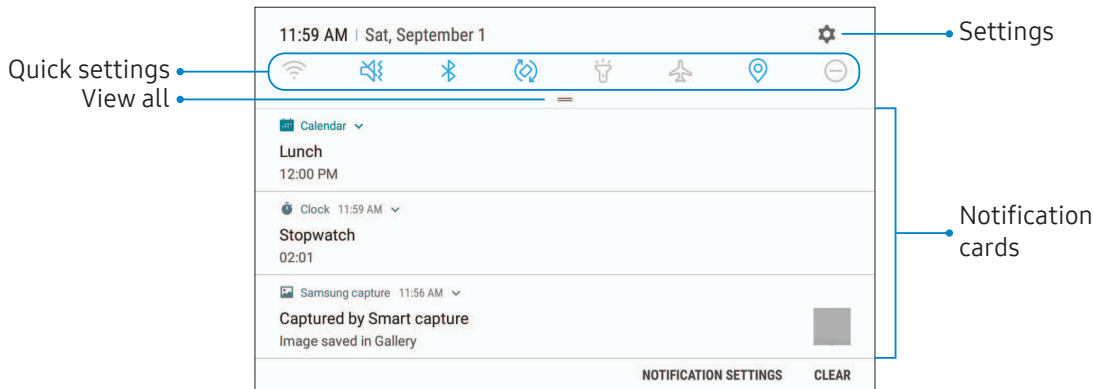 11:59 AM | Sat, September 1
Settings
Quick settings
View all
Calendar
Lunch
12:00 PM
Clock 11:59 AM
Stopwatch
02:01
Notification
cards
Samsung capture 11:56 AM
Captured by Smart capture
Image saved in Gallery
NOTIFICATION SETTINGS CLEAR